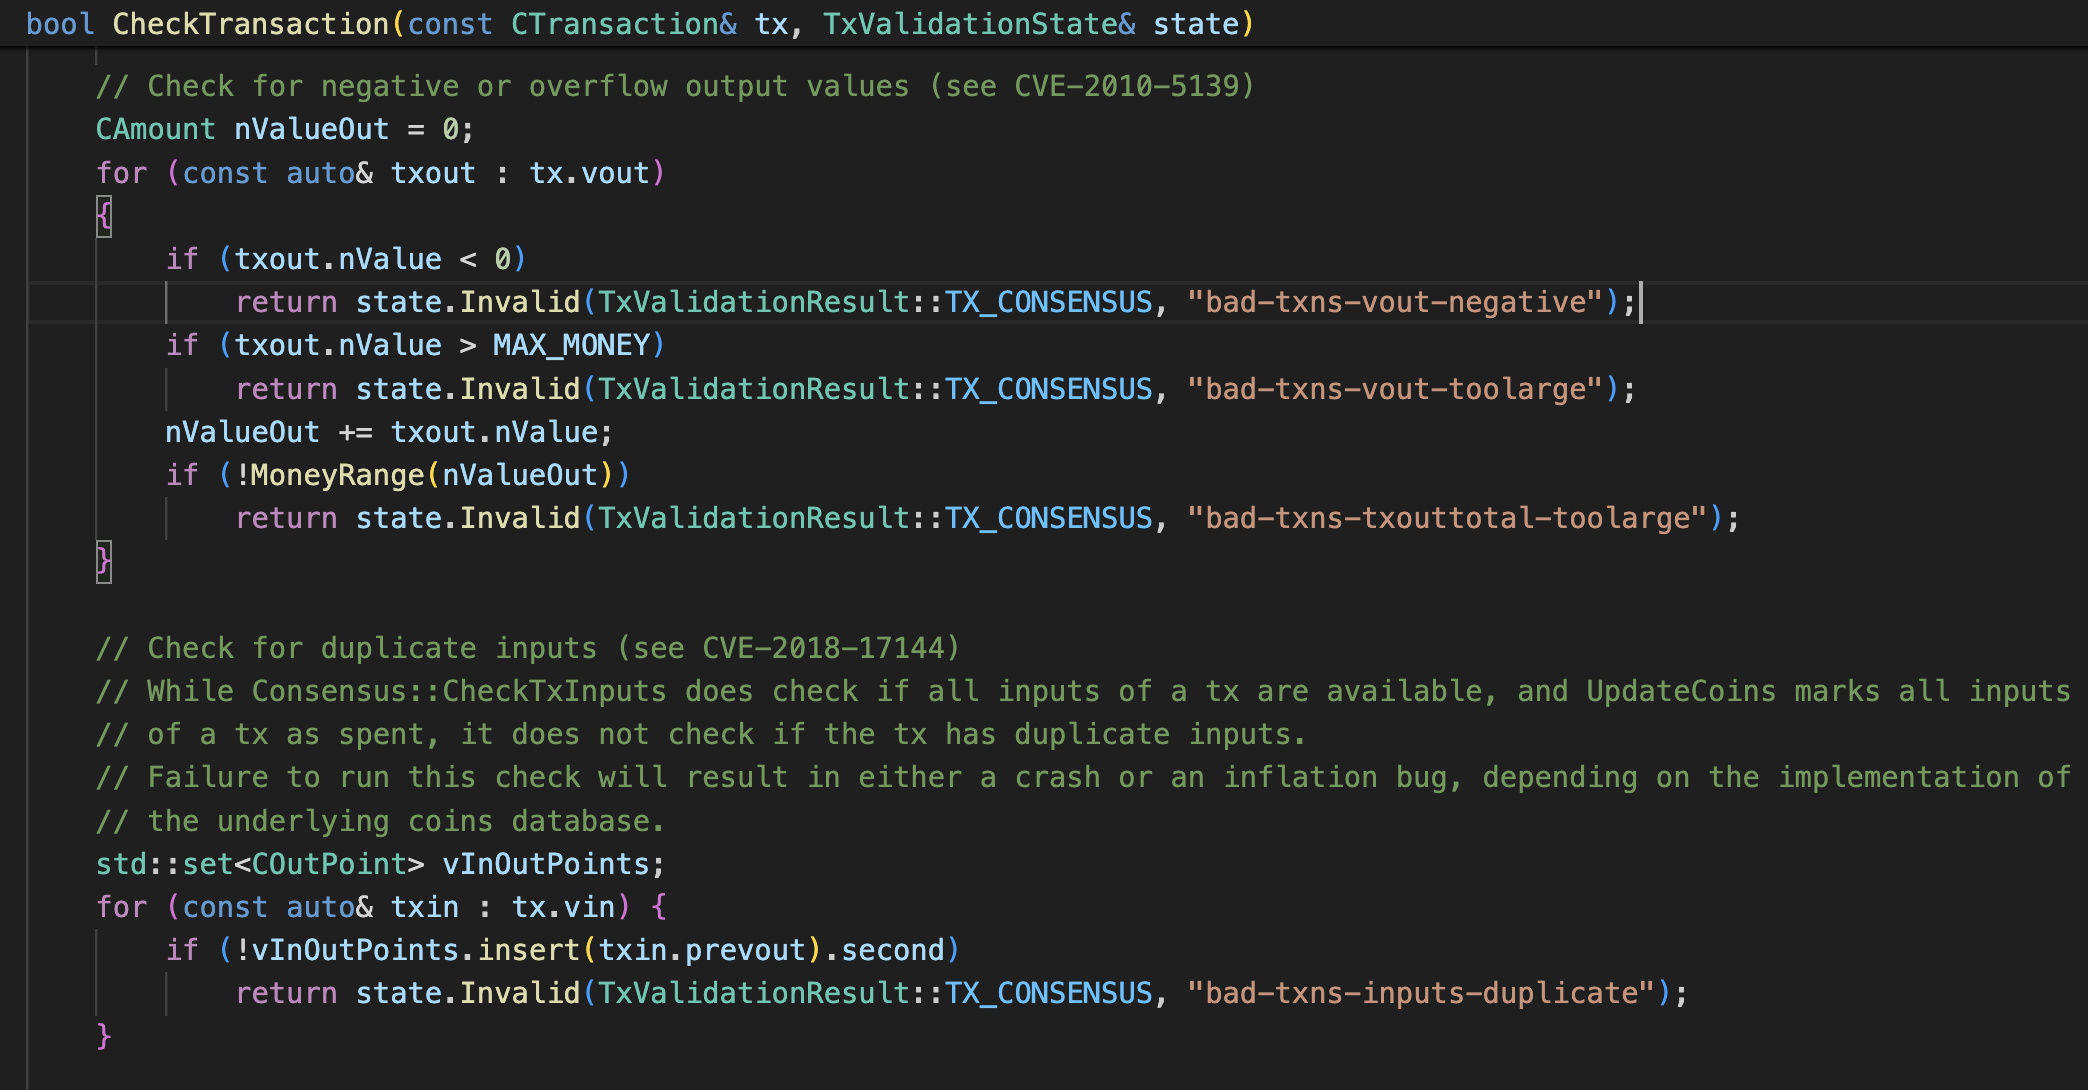 bool CheckTransaction(const CTransaction& tx, TxValidationState& state)
// Check for negative or overflow output values (see CVE-2010-5139)
CAmount nValueOut = 0;
for (const auto& txout : tx.vout)
{
if (txout.nValue < 0)
return state.Invalid(TxValidationResult::TX_CONSENSUS, "bad-txns-vout-negative");
if (txout.nValue > MAX_MONEY)
return state.Invalid(TxValidationResult::TX_CONSENSUS, "bad-txns-vout-toolarge");
nValueOut += txout.nValue;
if (!MoneyRange(nValueOut))
return state.Invalid(TxValidationResult::TX_CONSENSUS, "bad-txns-txouttotal-toolarge");
}
// Check for duplicate inputs (see CVE-2018-17144)
// While Consensus::CheckTxInputs does check if all inputs of a tx are available, and UpdateCoins marks all inputs
// of a tx as spent, it does not check if the tx has duplicate inputs.
// Failure to run this check will result in either a crash or an inflation bug, depending on the implementation of
// the underlying coins database.
std::set<COutPoint> vInOutPoints;
for (const auto& txin : tx.vin) {
if (!vInOutPoints.insert(txin.prevout).second)
return state.Invalid(TxValidationResult::TX_CONSENSUS, "bad-txns-inputs-duplicate");
}